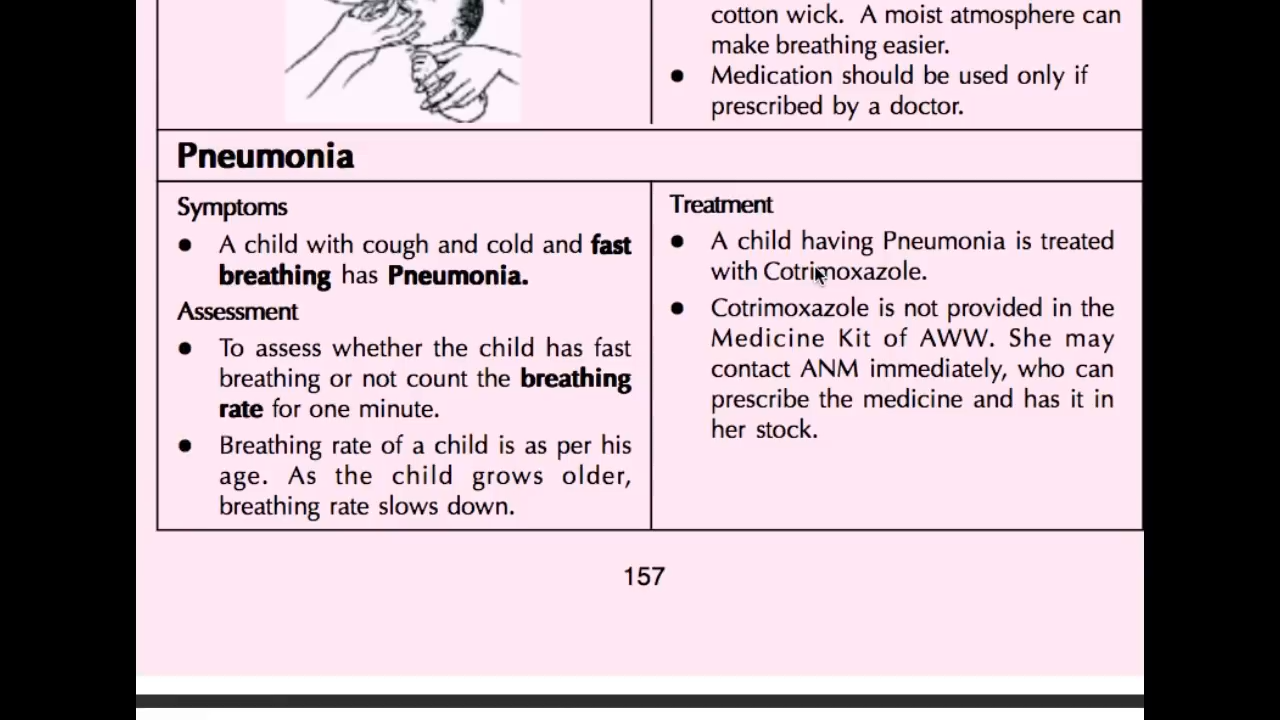 cotton wick. A moist atmosphere can
make breathing easier.
● Medication should be used only if
prescribed by a doctor.
Pneumonia
Symptoms
● A child with cough and cold and fast
breathing has Pneumonia.
Assessment
● To assess whether the child has fast
breathing or not count the breathing
rate for one minute.
● Breathing rate of a child is as per his
age. As the child grows older,
breathing rate slows down.
Treatment
● A child having Pneumonia is treated
with Cotrimoxazole.
● Cotrimoxazole is not provided in the
Medicine Kit of AWW. She may
contact ANM immediately, who can
prescribe the medicine and has it in
her stock.
157